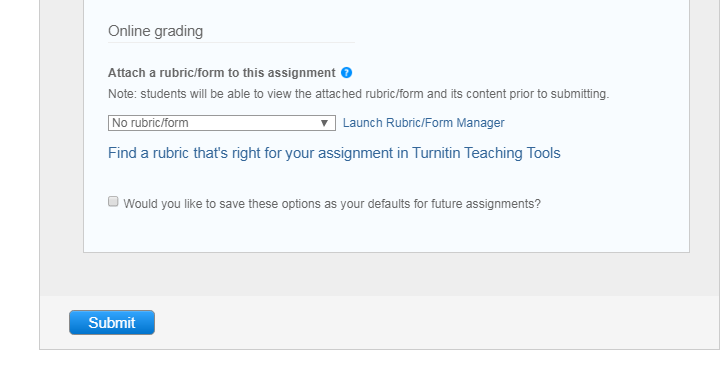 Online grading
Attach a rubric/form to this assignment ?
Note: students will be able to view the attached rubric/form and its content prior to submitting.
No rubric/form ▼ Launch Rubric/Form Manager
Find a rubric that's right for your assignment in Turnitin Teaching Tools
Would you like to save these options as your defaults for future assignments?
Submit